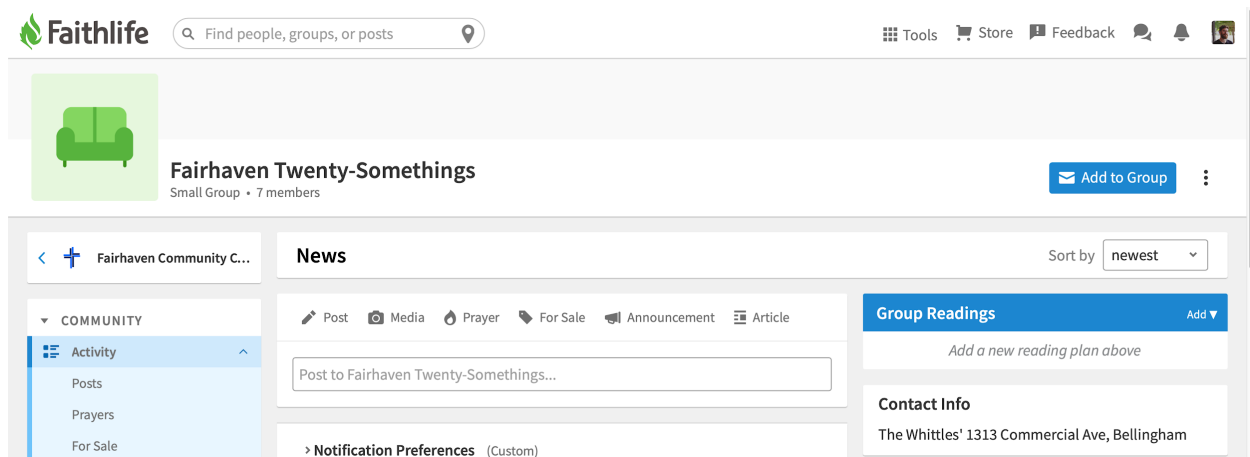 Faithlife
Find people, groups, or posts
Tools
Store
Feedback
Fairhaven Twenty-Somethings
Small Group • 7 members
Add to Group
Fairhaven Community C...
News
Sort by
newest
COMMUNITY
Activity
Posts
Prayers
For Sale
Post
Media
Prayer
For Sale
Announcement
Article
Post to Fairhaven Twenty-Somethings...
Notification Preferences (Custom)
Group Readings
Add ▼
Add a new reading plan above
Contact Info
The Whittles' 1313 Commercial Ave, Bellingham